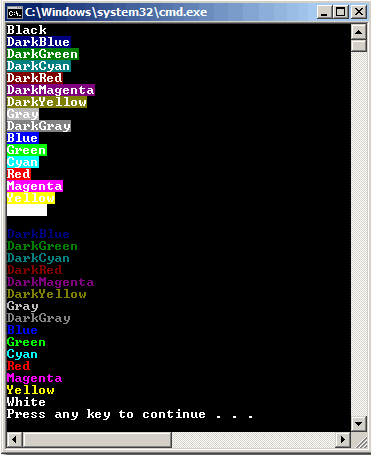 C:\Windows\system32\cmd.exe
Black
DarkBlue
DarkGreen
DarkCyan
DarkRed
DarkMagenta
DarkYellow
Gray
DarkGray
Blue
Green
Cyan
Red
Magenta
Yellow
DarkBlue
DarkGreen
DarkCyan
DarkRed
DarkMagenta
DarkYellow
Gray
DarkGray
Blue
Green
Cyan
Red
Magenta
Yellow
White
Press any key to continue . . .